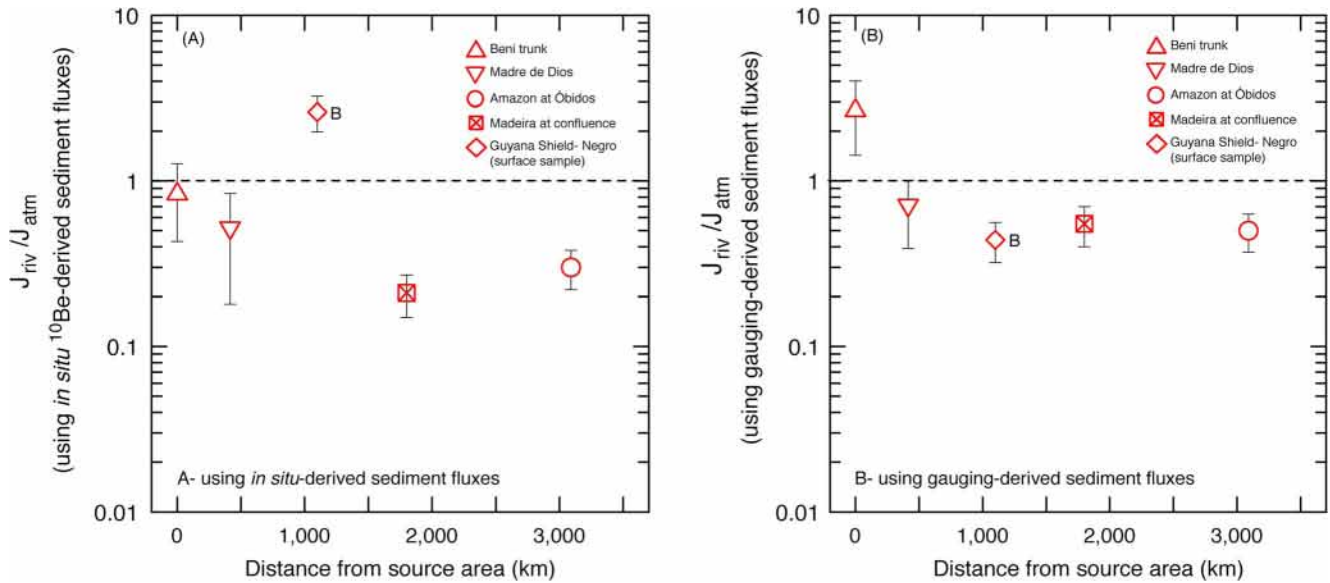 (A)
Beni trunk
Madre de Dios
Amazon at Óbidos
Madeira at confluence
Guyana Shield- Negro
(surface sample)
B
10
1
0.1
0.01
J_riv /J_atm
(using in situ ¹⁰Be-derived sediment fluxes)
A- using in situ-derived sediment fluxes
0 1,000 2,000 3,000
Distance from source area (km)
(B)
Beni trunk
Madre de Dios
Amazon at Óbidos
Madeira at confluence
Guyana Shield- Negro
(surface sample)
B
10
1
0.1
0.01
J_riv /J_atm
(using gauging-derived sediment fluxes)
B- using gauging-derived sediment fluxes
0 1,000 2,000 3,000
Distance from source area (km)